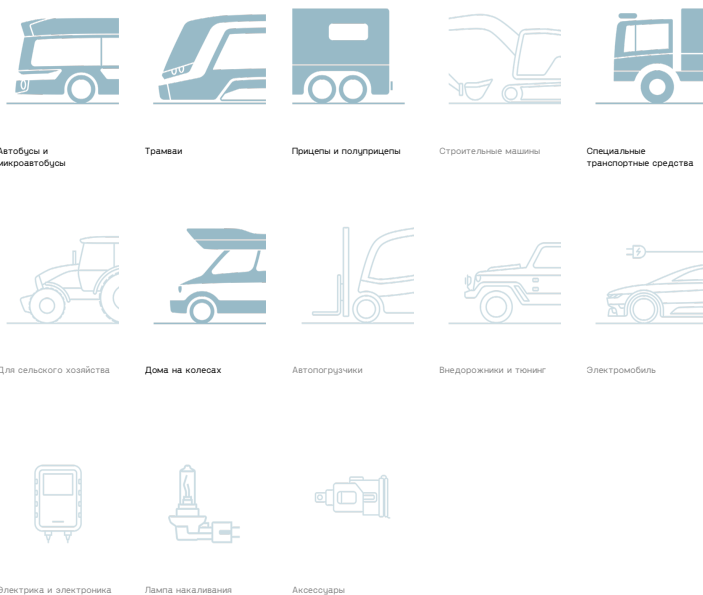 Автобусы и
микроавтобусы
Трамваи
Прицепы и полуприцепы
Строительные машины
Специальные
транспортные средства
Для сельского хозяйства
Дома на колесах
Автопогрузчики
Внедорожники и тюнинг
Электромобиль
Электрика и электроника
Лампа накаливания
Аксессуары